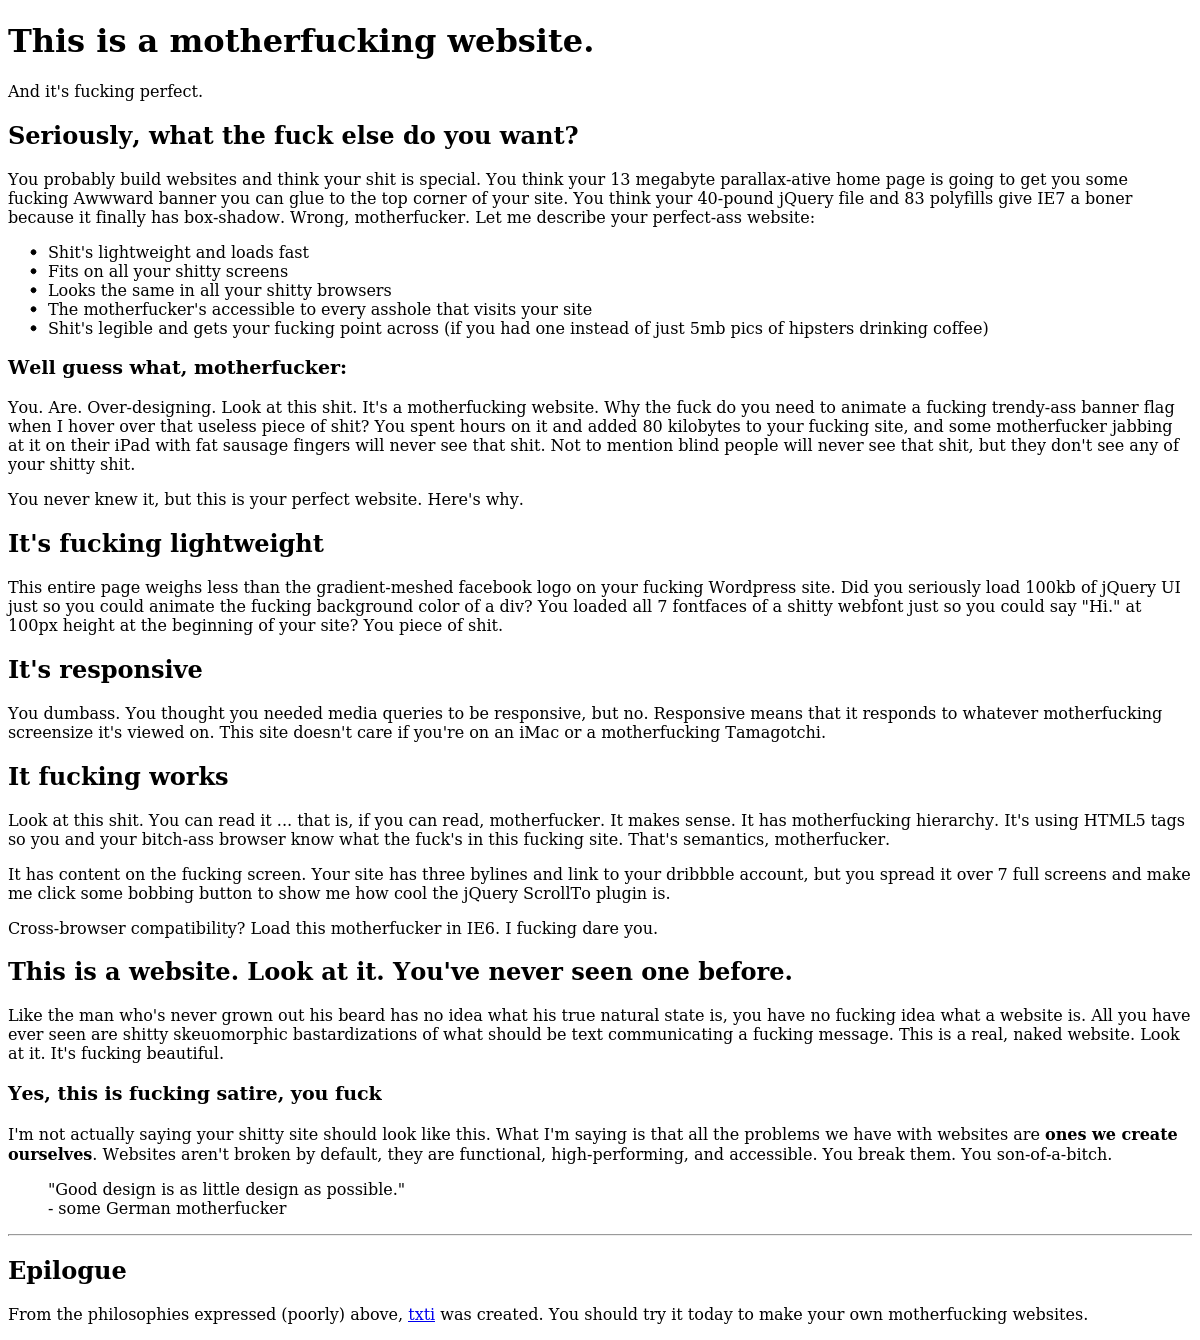 This is a motherfucking website.
And it's fucking perfect.
Seriously, what the fuck else do you want?
You probably build websites and think your shit is special. You think your 13 megabyte parallax-ative home page is going to get you some
fucking Awwward banner you can glue to the top corner of your site. You think your 40-pound jQuery file and 83 polyfills give IE7 a boner
because it finally has box-shadow. Wrong, motherfucker. Let me describe your perfect-ass website:
• Shit's lightweight and loads fast
• Fits on all your shitty screens
• Looks the same in all your shitty browsers
• The motherfucker's accessible to every asshole that visits your site
• Shit's legible and gets your fucking point across (if you had one instead of just 5mb pics of hipsters drinking coffee)
Well guess what, motherfucker:
You. Are. Over-designing. Look at this shit. It's a motherfucking website. Why the fuck do you need to animate a fucking trendy-ass banner flag
when I hover over that useless piece of shit? You spent hours on it and added 80 kilobytes to your fucking site, and some motherfucker jabbing
at it on their iPad with fat sausage fingers will never see that shit. Not to mention blind people will never see that shit, but they don't see any of
your shitty shit.
You never knew it, but this is your perfect website. Here's why.
It's fucking lightweight
This entire page weighs less than the gradient-meshed facebook logo on your fucking Wordpress site. Did you seriously load 100kb of jQuery UI
just so you could animate the fucking background color of a div? You loaded all 7 fontfaces of a shitty webfont just so you could say "Hi." at
100px height at the beginning of your site? You piece of shit.
It's responsive
You dumbass. You thought you needed media queries to be responsive, but no. Responsive means that it responds to whatever motherfucking
screensize it's viewed on. This site doesn't care if you're on an iMac or a motherfucking Tamagotchi.
It fucking works
Look at this shit. You can read it ... that is, if you can read, motherfucker. It makes sense. It has motherfucking hierarchy. It's using HTML5 tags
so you and your bitch-ass browser know what the fuck's in this fucking site. That's semantics, motherfucker.
It has content on the fucking screen. Your site has three bylines and link to your dribbble account, but you spread it over 7 full screens and make
me click some bobbing button to show me how cool the jQuery ScrollTo plugin is.
Cross-browser compatibility? Load this motherfucker in IE6. I fucking dare you.
This is a website. Look at it. You've never seen one before.
Like the man who's never grown out his beard has no idea what his true natural state is, you have no fucking idea what a website is. All you have
ever seen are shitty skeuomorphic bastardizations of what should be text communicating a fucking message. This is a real, naked website. Look
at it. It's fucking beautiful.
Yes, this is fucking satire, you fuck
I'm not actually saying your shitty site should look like this. What I'm saying is that all the problems we have with websites are ones we create
ourselves. Websites aren't broken by default, they are functional, high-performing, and accessible. You break them. You son-of-a-bitch.
"Good design is as little design as possible."
- some German motherfucker
Epilogue
From the philosophies expressed (poorly) above, txti was created. You should try it today to make your own motherfucking websites.